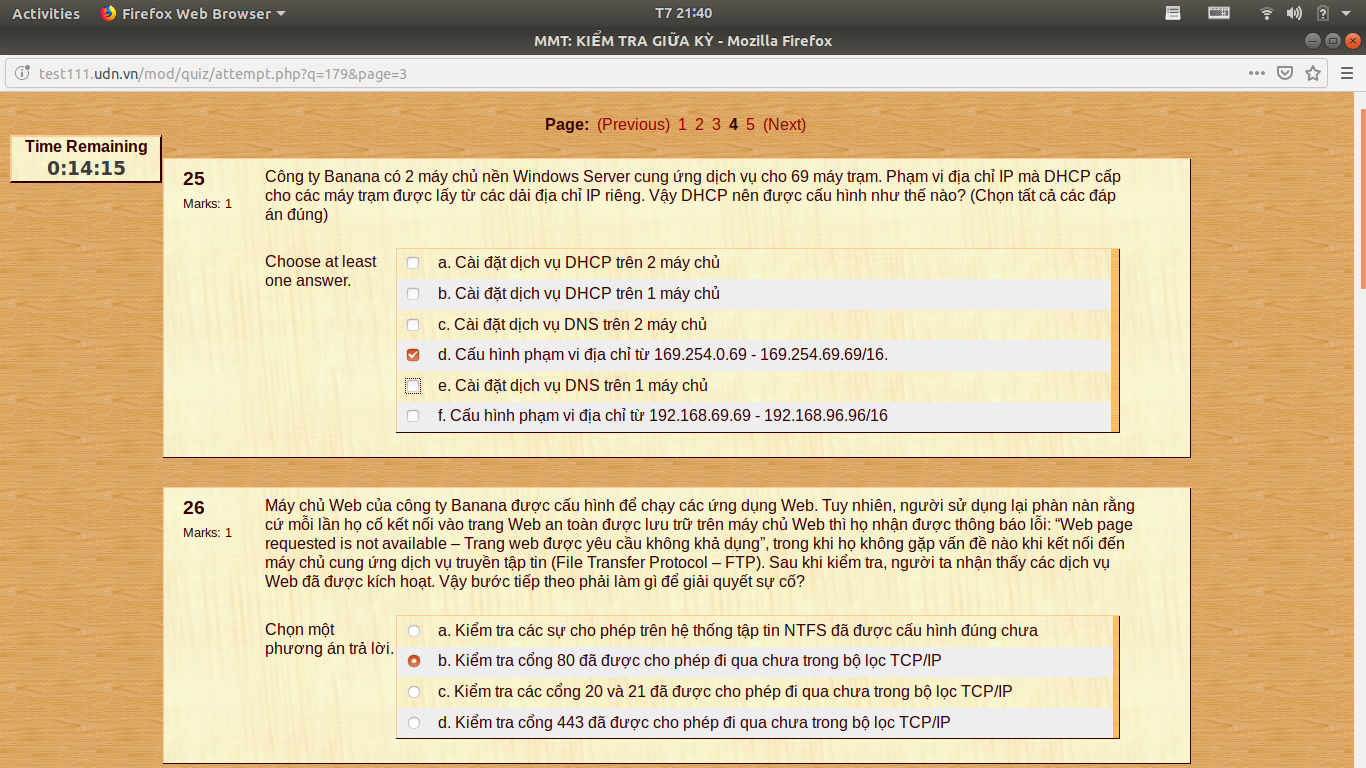 Activities Firefox Web Browser T7 21:40
MMT: KIỂM TRA GIỮA KỲ - Mozilla Firefox
test111.udn.vn/mod/quiz/attempt.php?q=179&page=3
Page: (Previous) 1 2 3 4 5 (Next)
Time Remaining
0:14:15
25
Marks: 1
Công ty Banana có 2 máy chủ nền Windows Server cung ứng dịch vụ cho 69 máy trạm. Phạm vi địa chỉ IP mà DHCP cấp
cho các máy trạm được lấy từ các dải địa chỉ IP riêng. Vậy DHCP nên được cấu hình như thế nào? (Chọn tất cả các đáp
án đúng)
Choose at least
one answer.
a. Cài đặt dịch vụ DHCP trên 2 máy chủ
b. Cài đặt dịch vụ DHCP trên 1 máy chủ
c. Cài đặt dịch vụ DNS trên 2 máy chủ
d. Cấu hình phạm vi địa chỉ từ 169.254.0.69 - 169.254.69.69/16.
e. Cài đặt dịch vụ DNS trên 1 máy chủ
f. Cấu hình phạm vi địa chỉ từ 192.168.69.69 - 192.168.96.96/16
26
Marks: 1
Máy chủ Web của công ty Banana được cấu hình để chạy các ứng dụng Web. Tuy nhiên, người sử dụng lại phàn nàn rằng
cứ mỗi lần họ cố kết nối vào trang Web an toàn được lưu trữ trên máy chủ Web thì họ nhận được thông báo lỗi: “Web page
requested is not available – Trang web được yêu cầu không khả dụng”, trong khi họ không gặp vấn đề nào khi kết nối đến
máy chủ cung ứng dịch vụ truyền tập tin (File Transfer Protocol – FTP). Sau khi kiểm tra, người ta nhận thấy các dịch vụ
Web đã được kích hoạt. Vậy bước tiếp theo phải làm gì để giải quyết sự cố?
Chọn một
phương án trả lời.
a. Kiểm tra các sự cho phép trên hệ thống tập tin NTFS đã được cấu hình đúng chưa
b. Kiểm tra cổng 80 đã được cho phép đi qua chưa trong bộ lọc TCP/IP
c. Kiểm tra các cổng 20 và 21 đã được cho phép đi qua chưa trong bộ lọc TCP/IP
d. Kiểm tra cổng 443 đã được cho phép đi qua chưa trong bộ lọc TCP/IP